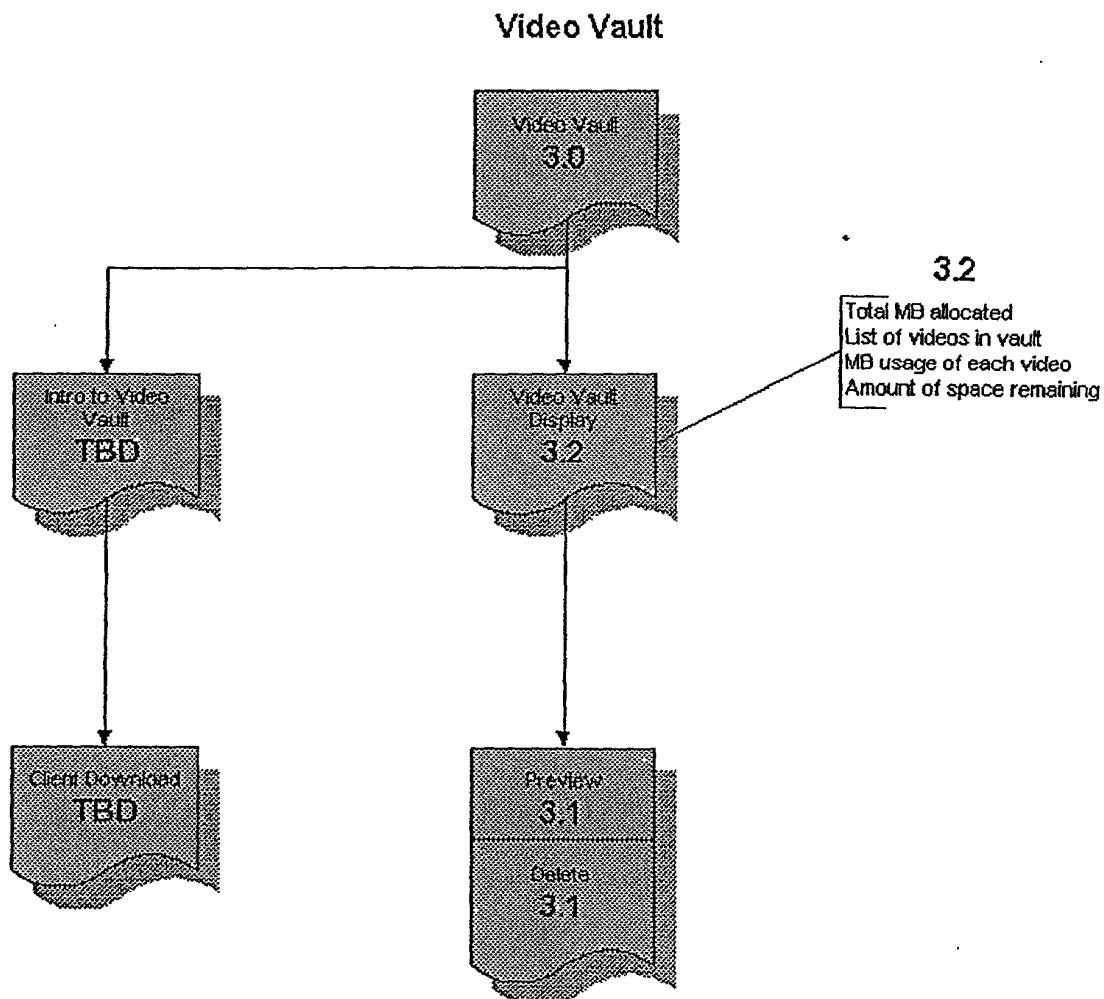 Video Vault
Video Vault
3.0
3.2
Total MB allocated
List of videos in vault
MB usage of each video
Amount of space remaining
Intro to Video
Vault
TBD
Video Vault
Display
3.2
Client Download
TBD
Preview
3.1
Delete
3.1